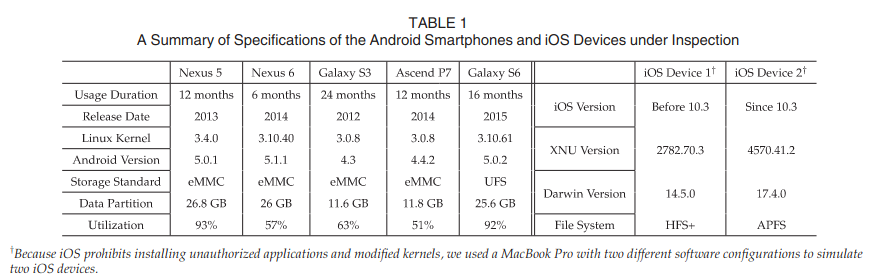 TABLE 1
A Summary of Specifications of the Android Smartphones and iOS Devices under Inspection
Nexus 5 Nexus 6 Galaxy S3 Ascend P7 Galaxy S6 iOS Device 1† iOS Device 2†
Usage Duration 12 months 6 months 24 months 12 months 16 months
iOS Version Before 10.3 Since 10.3
Release Date 2013 2014 2012 2014 2015
Linux Kernel 3.4.0 3.10.40 3.0.8 3.0.8 3.10.61
XNU Version 2782.70.3 4570.41.2
Android Version 5.0.1 5.1.1 4.3 4.4.2 5.0.2
Storage Standard eMMC eMMC eMMC eMMC UFS
Darwin Version 14.5.0 17.4.0
Data Partition 26.8 GB 26 GB 11.6 GB 11.8 GB 25.6 GB
Utilization 93% 57% 63% 51% 92% File System HFS+ APFS
†Because iOS prohibits installing unauthorized applications and modified kernels, we used a MacBook Pro with two different software configurations to simulate
two iOS devices.